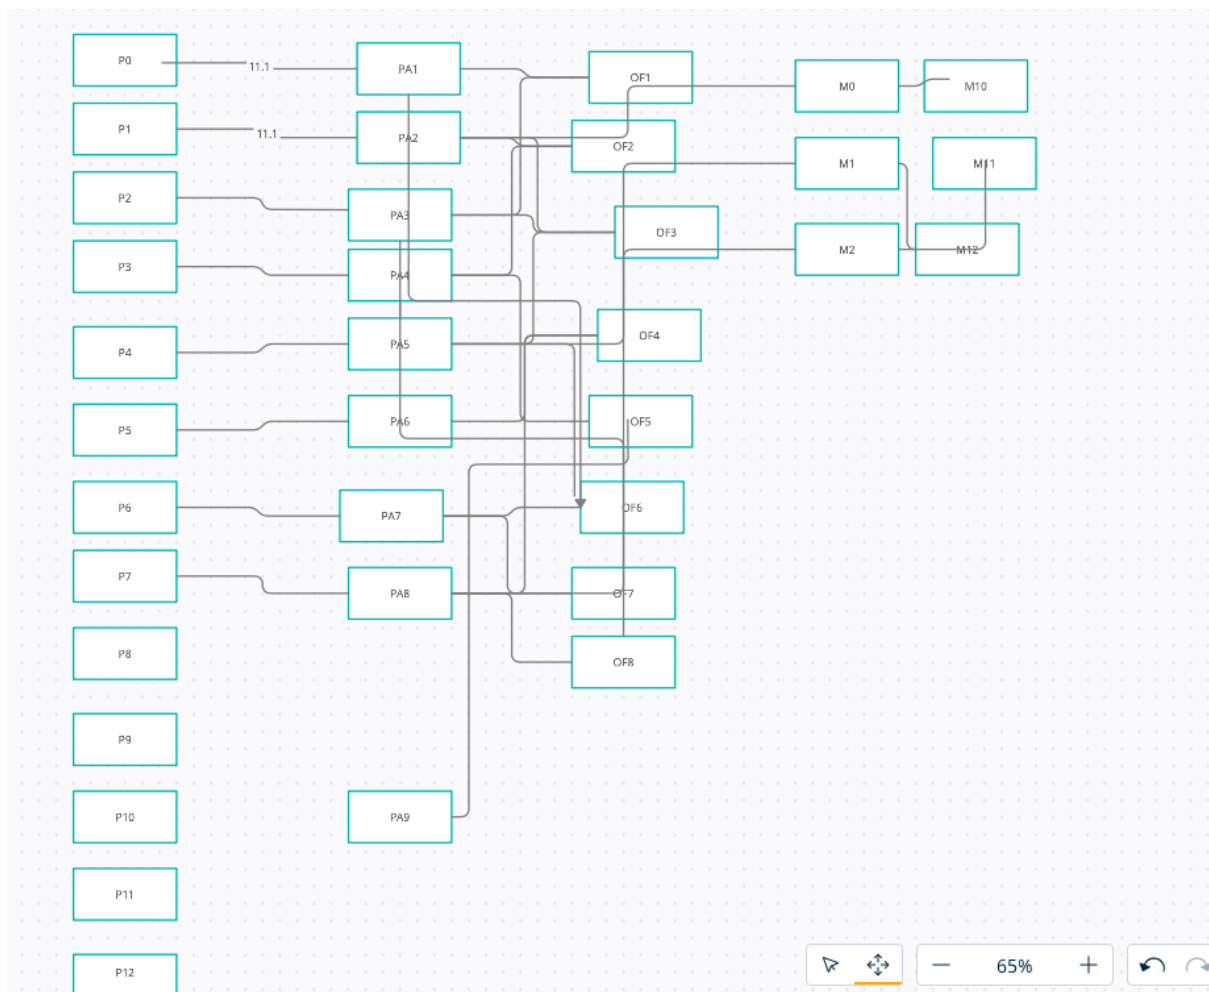 P0
11.1
PA1
OF1
M0
M10
P1
11.1
PA2
OF2
M1
M11
P2
PA3
OF3
M2
M12
P3
PA4
P4
PA5
OF4
P5
PA6
OF5
P6
PA7
OF6
P7
PA8
OF7
P8
OF8
P9
P10
PA9
P11
P12
65%